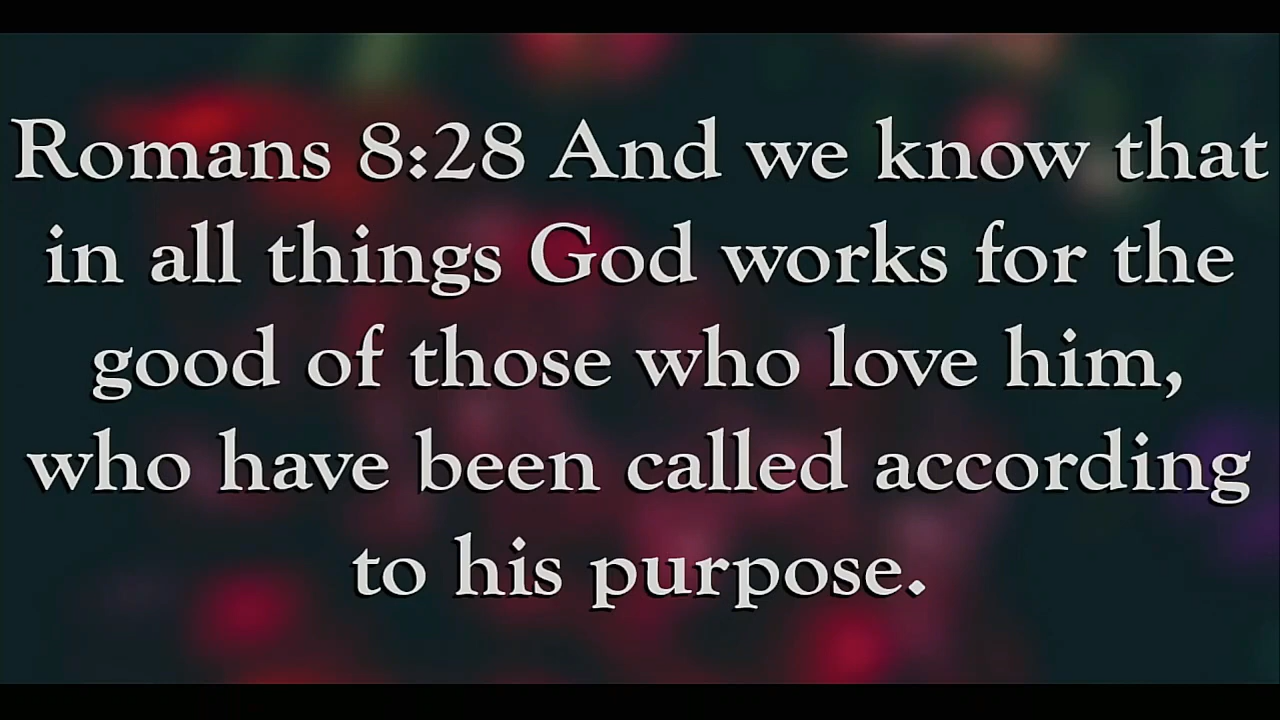 Romans 8:28 And we know that
in all things God works for the
good of those who love him,
who have been called according
to his purpose.